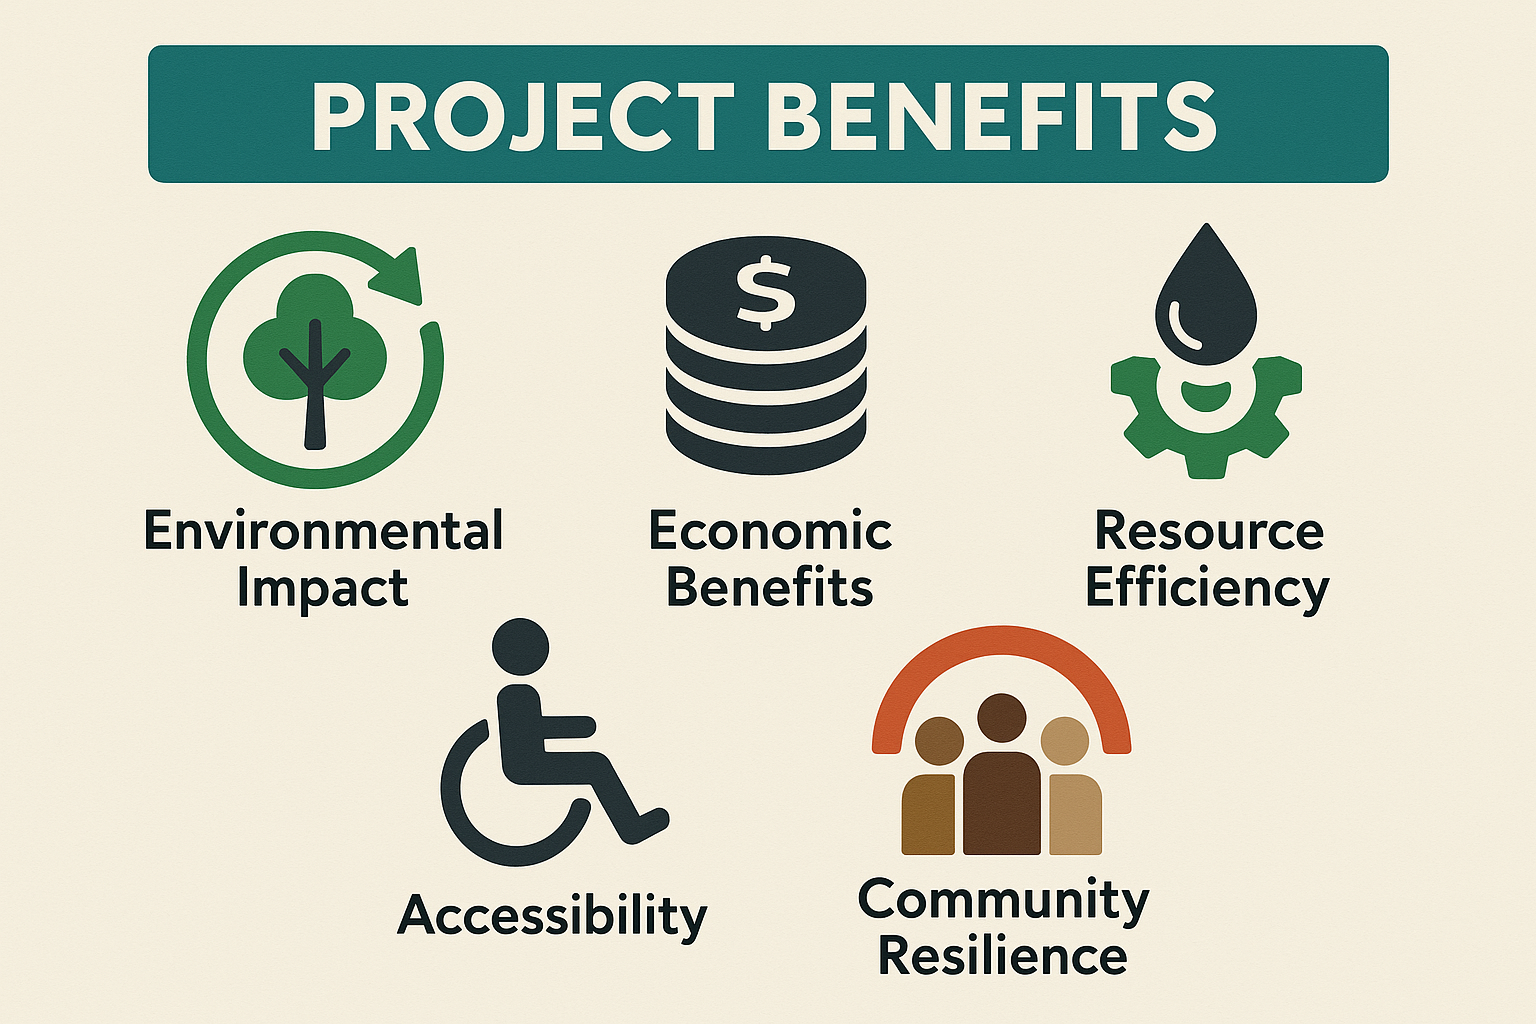 PROJECT BENEFITS
$
Environmental
Impact
Economic
Benefits
Resource
Efficiency
Accessibility
Community
Resilience